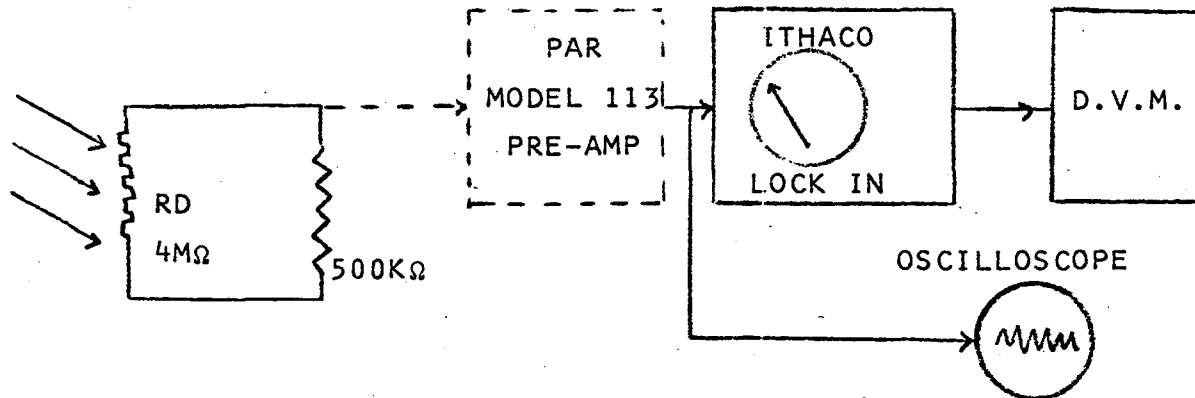 PAR
MODEL 113
PRE-AMP
ITHACO
LOCK IN
D.V.M.
RD
4MΩ
500KΩ
OSCILLOSCOPE